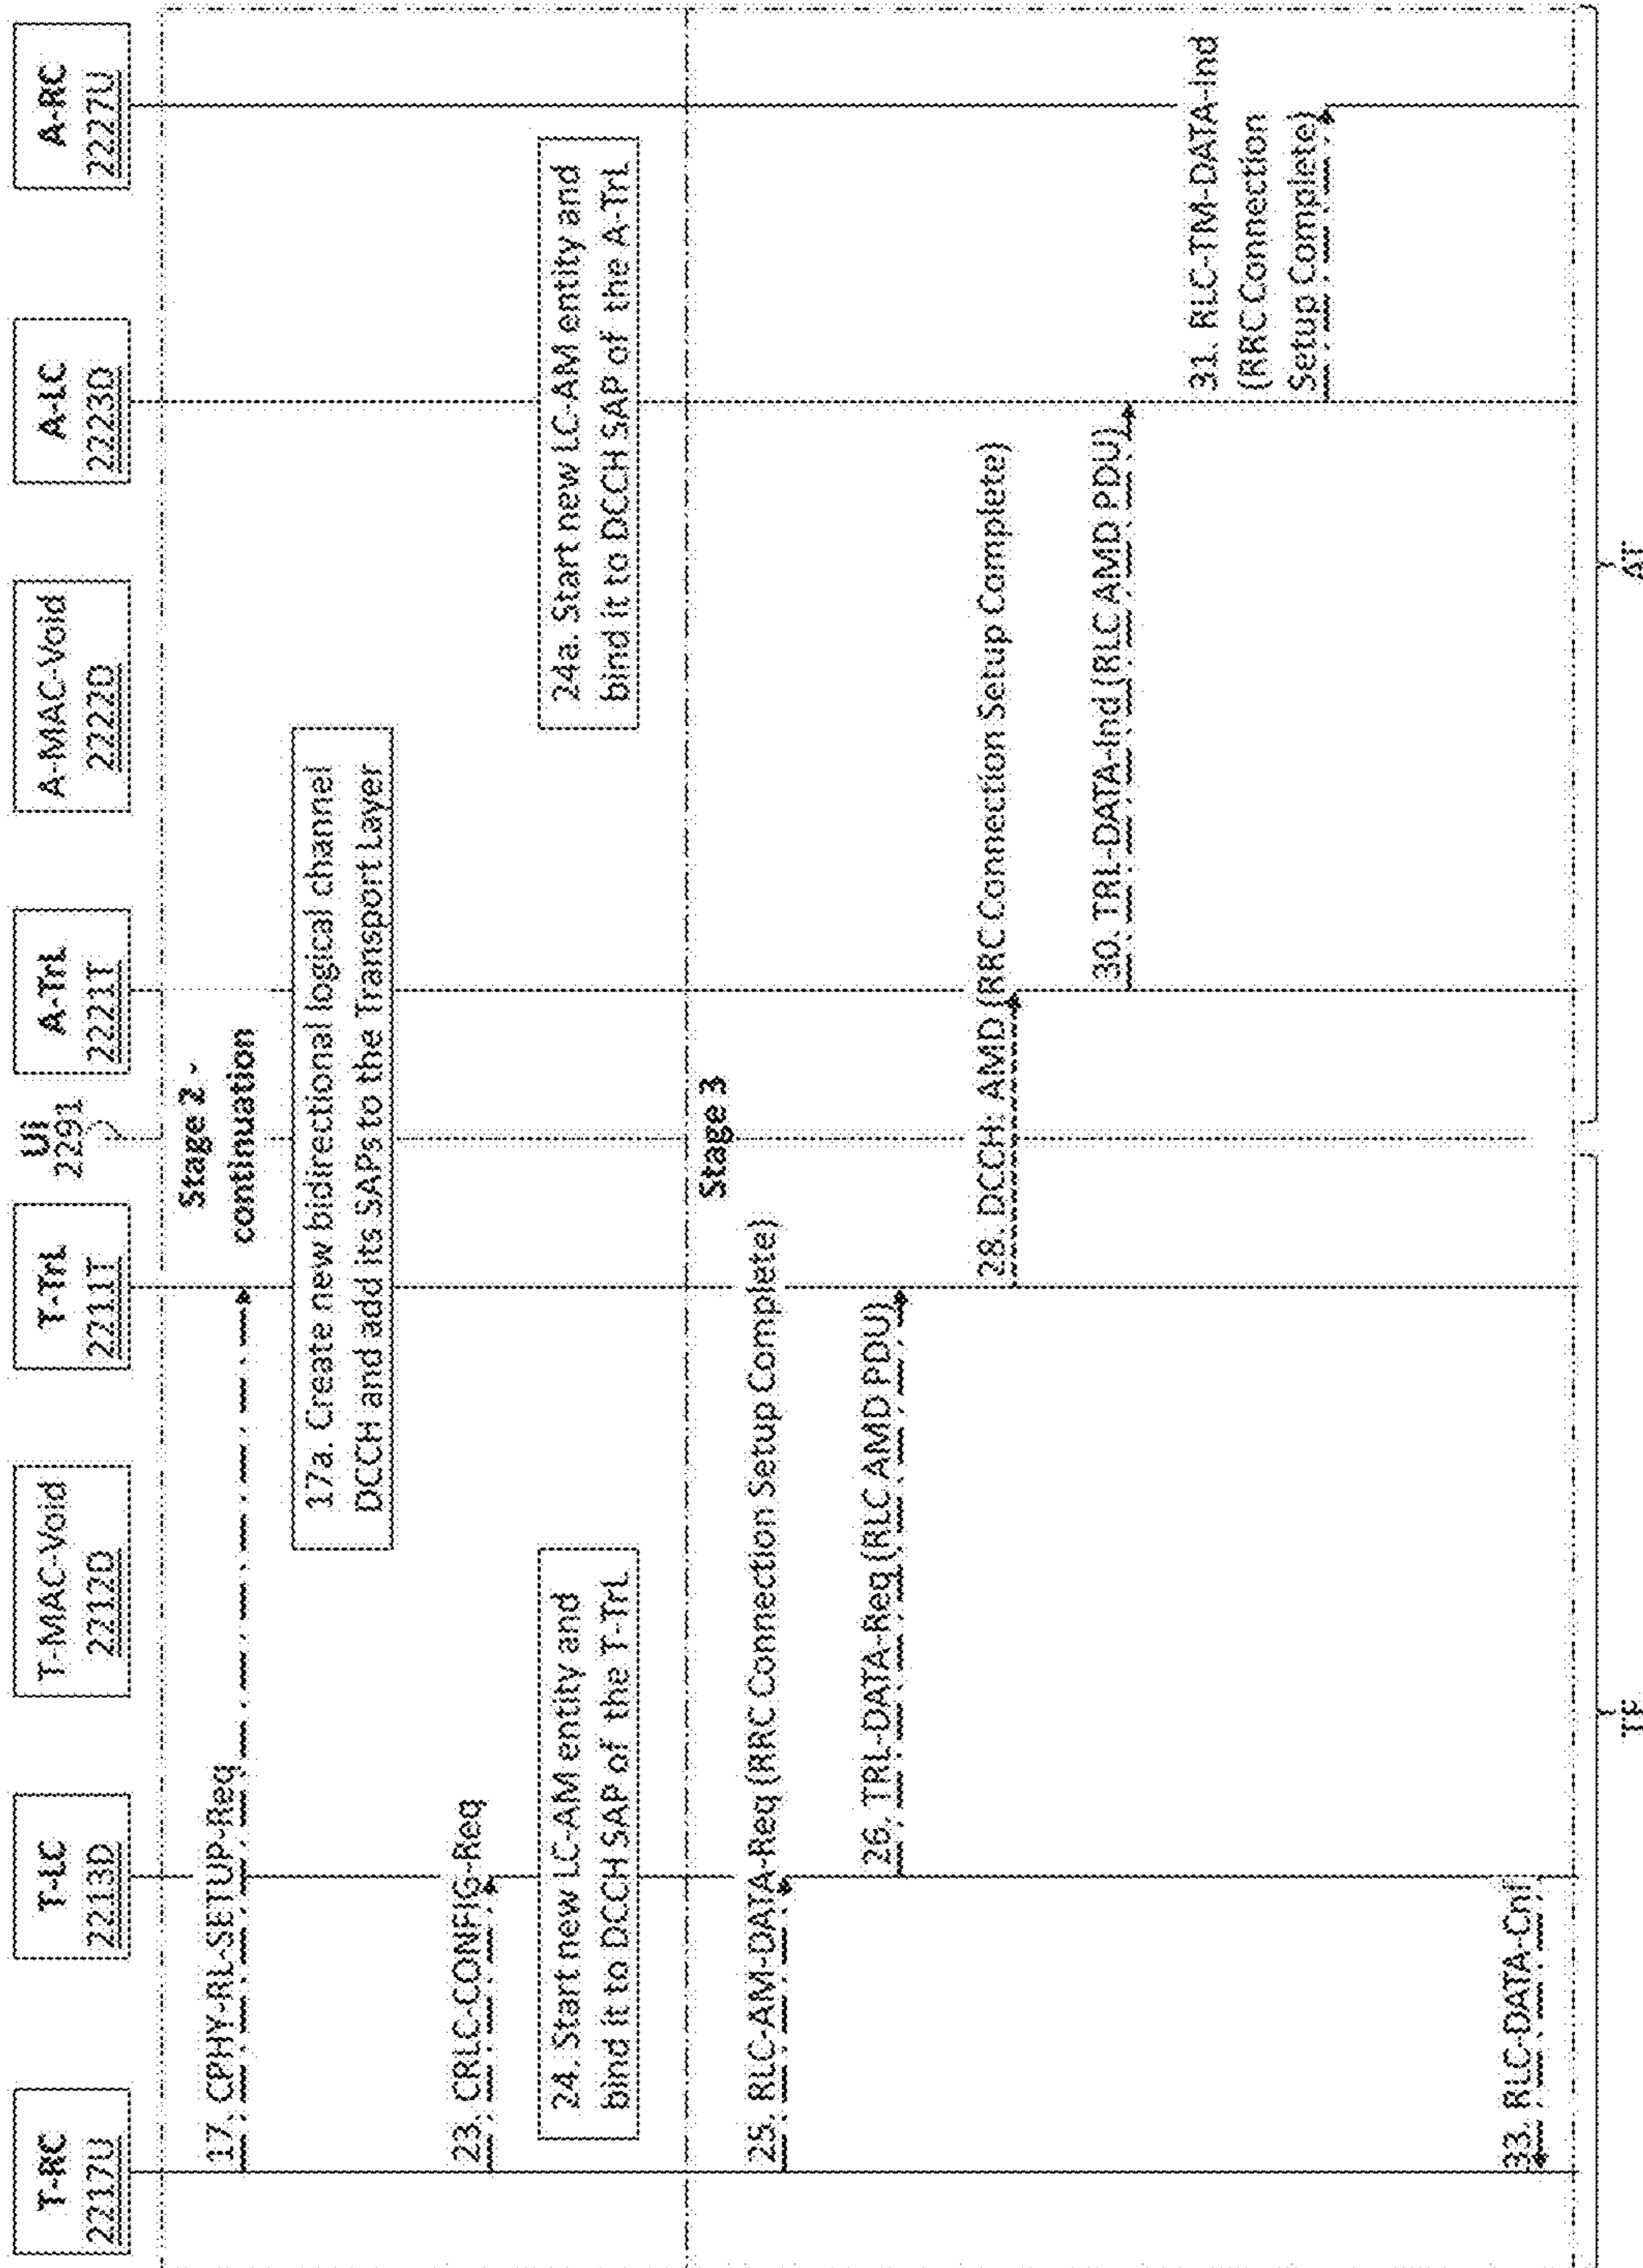 T-RC
2217U
T-LC
2213D
T-MAC-Void
2212D
T-TrL
2211T
UI
2291
A-TrL
2221T
A-MAC-Void
2222D
A-LC
2223D
A-RC
2227U
Stage 2 -
continuation
17. CPHY-RL-SETUP-Req
17a. Create new bidirectional logical channel
DCCH and add its SAPs to the Transport Layer
23. CRLC-CONFIG-Req
24. Start new LC-AM entity and
bind it to DCCH SAP of the T-TrL
24a. Start new LC-AM entity and
bind it to DCCH SAP of the A-TrL
Stage 3
25. RLC-AM-DATA-Req (RRC Connection Setup Complete)
26. TRL-DATA-Req (RLC AMD PDU)
28. DCCH: AMD (RRC Connection Setup Complete)
30. TRL-DATA-Ind (RLC AMD PDU)
31. RLC-TM-DATA-Ind
(RRC Connection
Setup Complete)
33. RLC-DATA-Cnf
AT